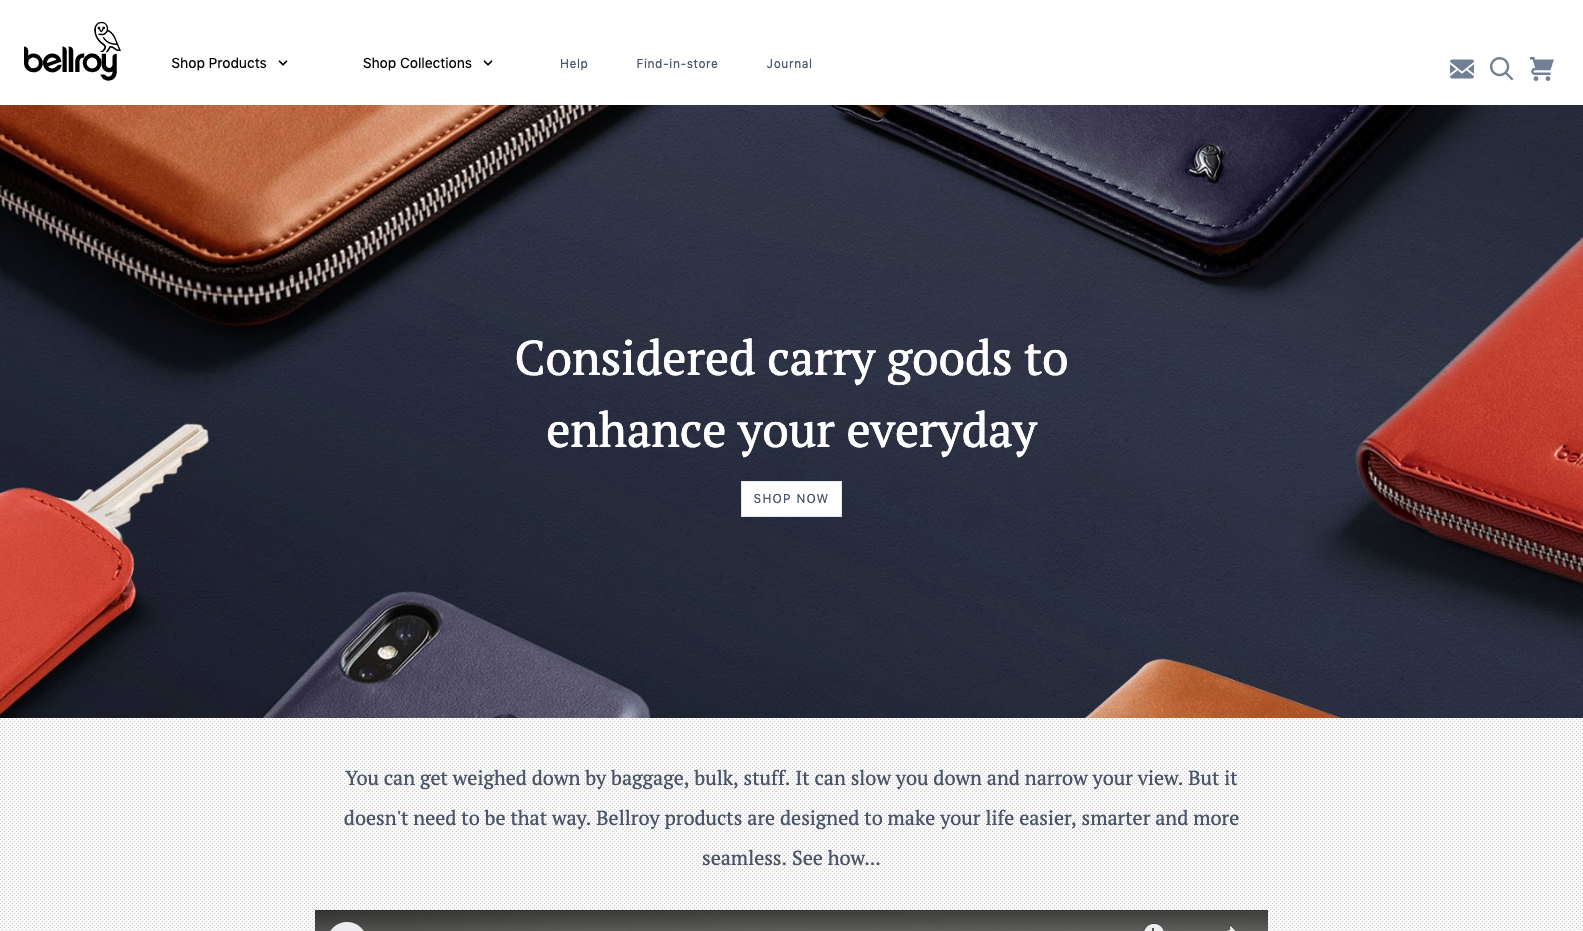 bellroy
Shop Products
Shop Collections
Help
Find-in-store
Journal
Considered carry goods to
enhance your everyday
SHOP NOW
You can get weighed down by baggage, bulk, stuff. It can slow you down and narrow your view. But it
doesn't need to be that way. Bellroy products are designed to make your life easier, smarter and more
seamless. See how...